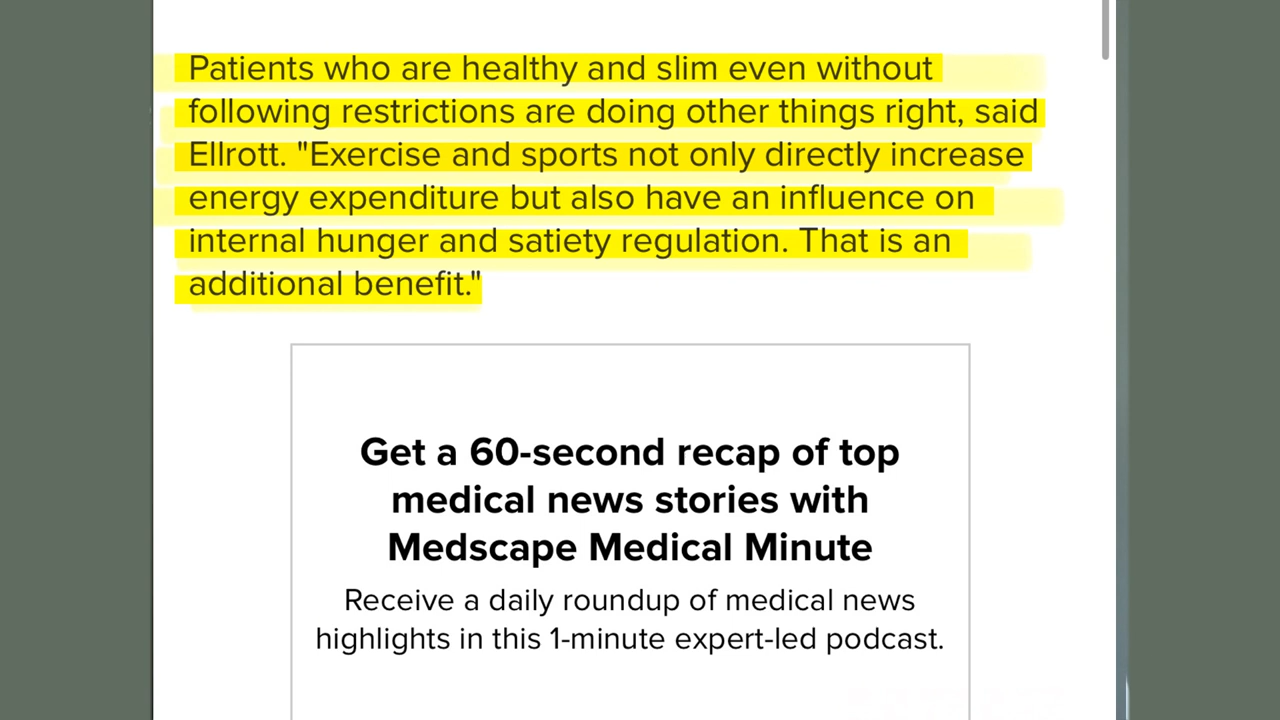 Patients who are healthy and slim even without
following restrictions are doing other things right, said
Ellrott. "Exercise and sports not only directly increase
energy expenditure but also have an influence on
internal hunger and satiety regulation. That is an
additional benefit."
Get a 60-second recap of top
medical news stories with
Medscape Medical Minute
Receive a daily roundup of medical news
highlights in this 1-minute expert-led podcast.